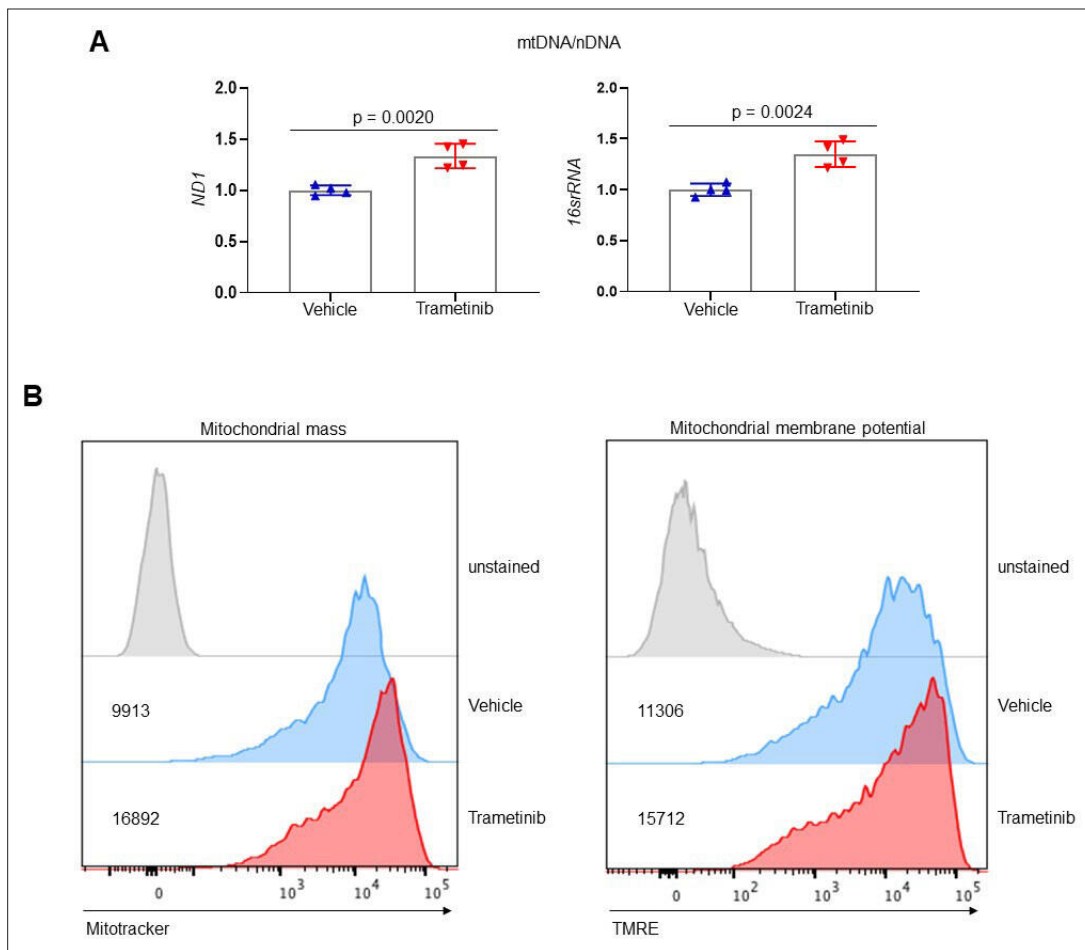 A
mtDNA/nDNA
2.0
1.5
1.0
0.5
0.0
ND1
p = 0.0020
Vehicle
Trametinib
2.0
1.5
1.0
0.5
0.0
16srRNA
p = 0.0024
Vehicle
Trametinib
B
Mitochondrial mass
unstained
9913
Vehicle
16892
Trametinib
0 10³ 10⁴ 10⁵
Mitotracker
Mitochondrial membrane potential
unstained
11306
Vehicle
15712
Trametinib
0 10² 10³ 10⁴ 10⁵
TMRE